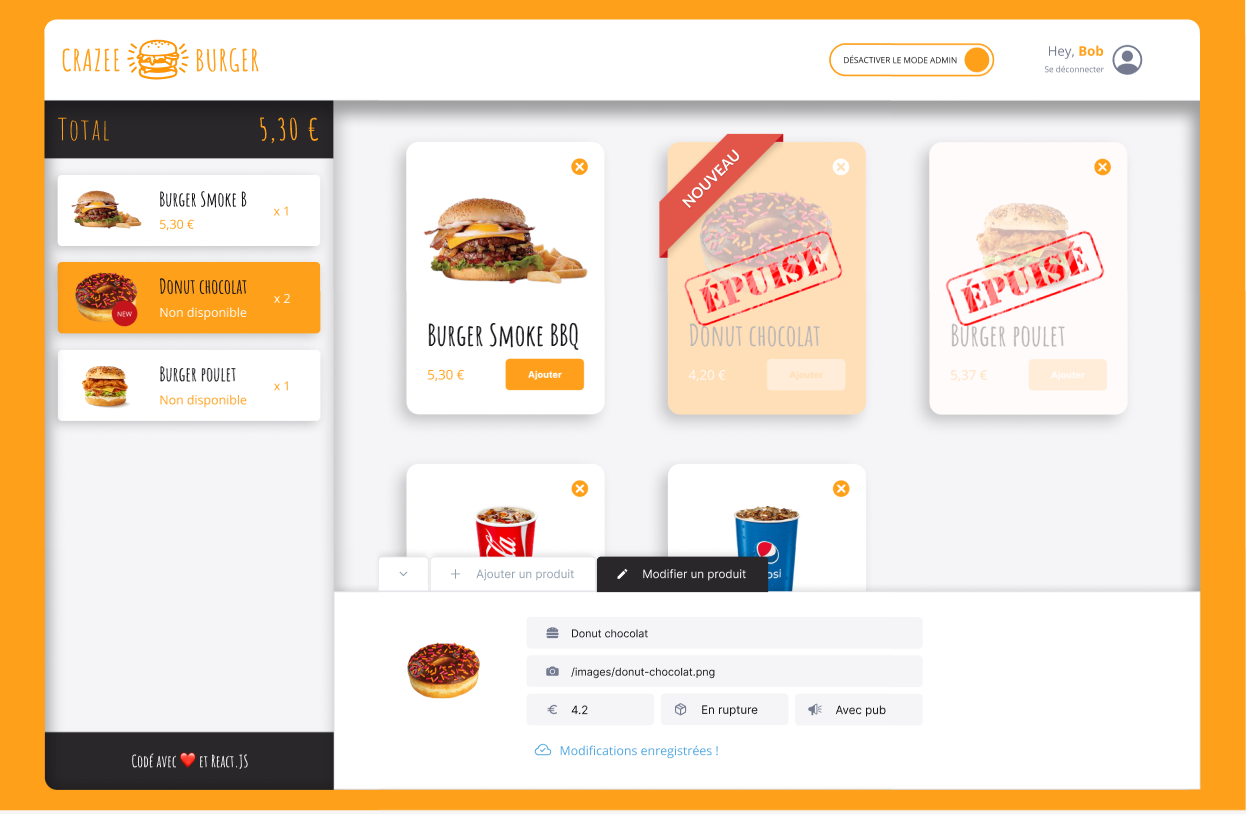 CRAZEE BURGER
DÉSACTIVER LE MODE ADMIN
Hey, Bob
Se déconnecter
Total 5,30 €
Burger Smoke B
5,30 €
x 1
Donut chocolat
Non disponible
x 2
NEW
Burger poulet
Non disponible
x 1
Codé avec ❤️ et React.JS
Burger Smoke BBQ
5,30 €
Ajouter
NOUVEAU
ÉPUISÉ
Donut chocolat
4,20 €
Ajouter
ÉPUISÉ
Burger poulet
5,37 €
Ajouter
Ajouter un produit
Modifier un produit
Donut chocolat
/images/donut-chocolat.png
€ 4.2
En rupture
Avec pub
Modifications enregistrées !